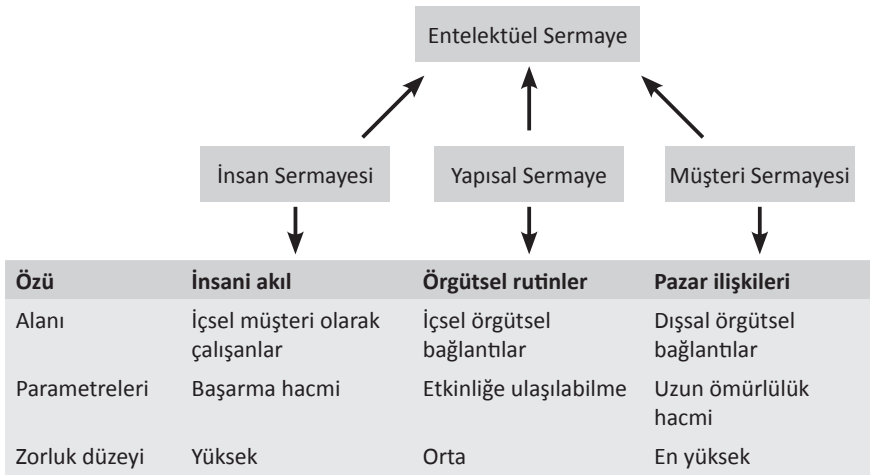 Entelektüel Sermaye
İnsan Sermayesi
Yapısal Sermaye
Müşteri Sermayesi
Özü İnsani akıl Örgütsel rutinler Pazar ilişkileri
Alanı İçsel müşteri olarak İçsel örgütsel Dışsal örgütsel
çalışanlar bağlantılar bağlantılar
Parametreleri Başarma hacmi Etkinliğe ulaşılabilme Uzun ömürlülük
hacmi
Zorluk düzeyi Yüksek Orta En yüksek